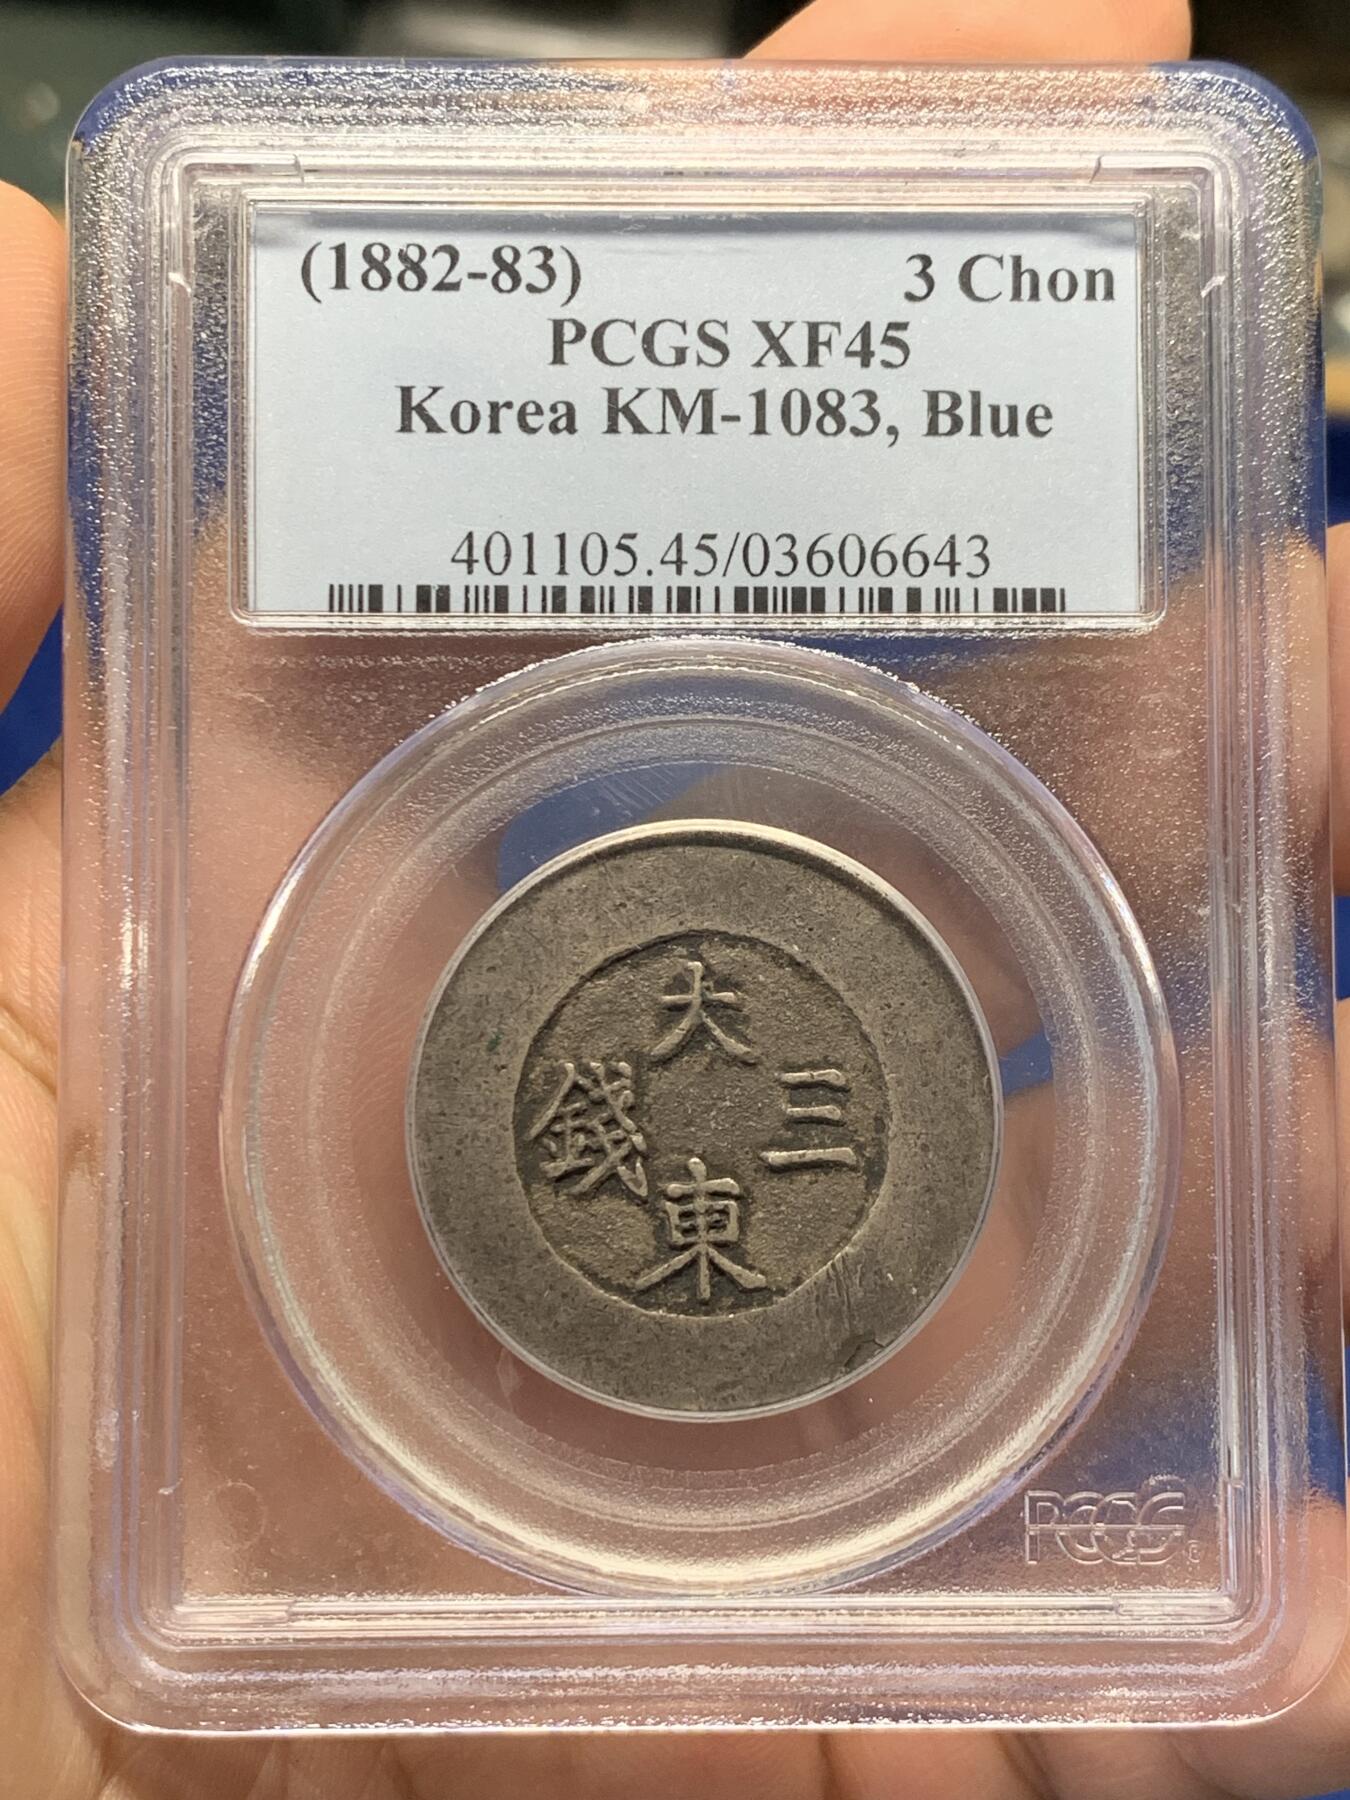 (1882-83) 3 Chon
PCGS XF45
Korea KM-1083, Blue
401105.45/03606643
大
三
東
錢
PCGS